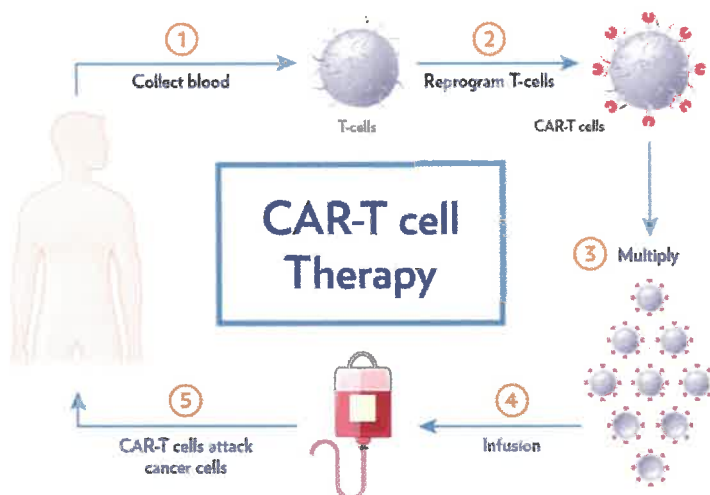 1
Collect blood
T-cells
2
Reprogram T-cells
CAR-T cells
CAR-T cell
Therapy
3 Multiply
4
Infusion
5
CAR-T cells attack
cancer cells